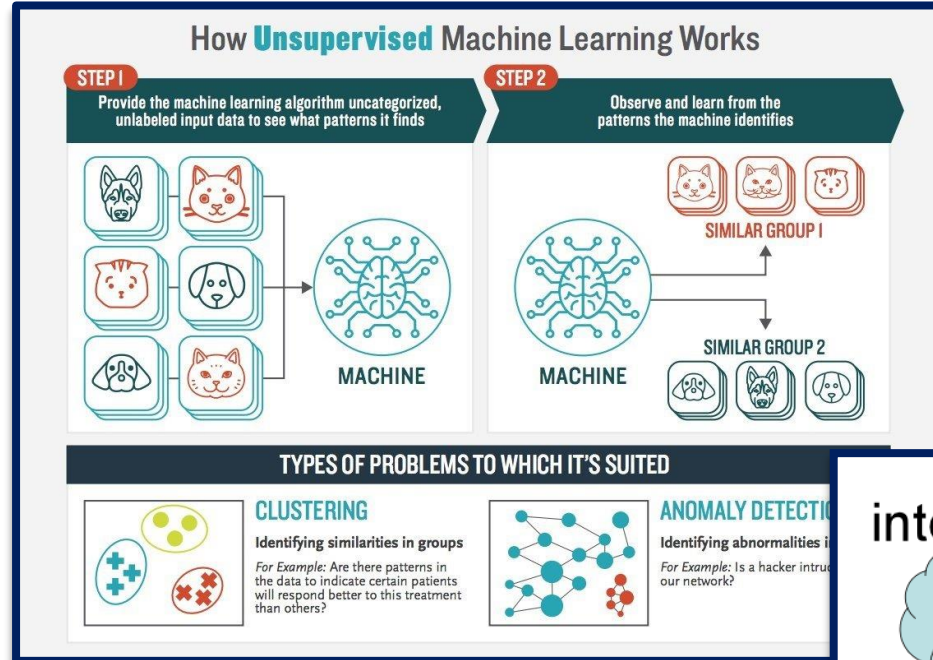 How Unsupervised Machine Learning Works
STEP 1
Provide the machine learning algorithm uncategorized,
unlabeled input data to see what patterns it finds
MACHINE
STEP 2
Observe and learn from the
patterns the machine identifies
SIMILAR GROUP 1
MACHINE
SIMILAR GROUP 2
TYPES OF PROBLEMS TO WHICH IT'S SUITED
CLUSTERING
Identifying similarities in groups
For Example: Are there patterns in
the data to indicate certain patients
will respond better to this treatment
than others?
ANOMALY
Identifying abnormalities
For Example: Is a hacker
our network?